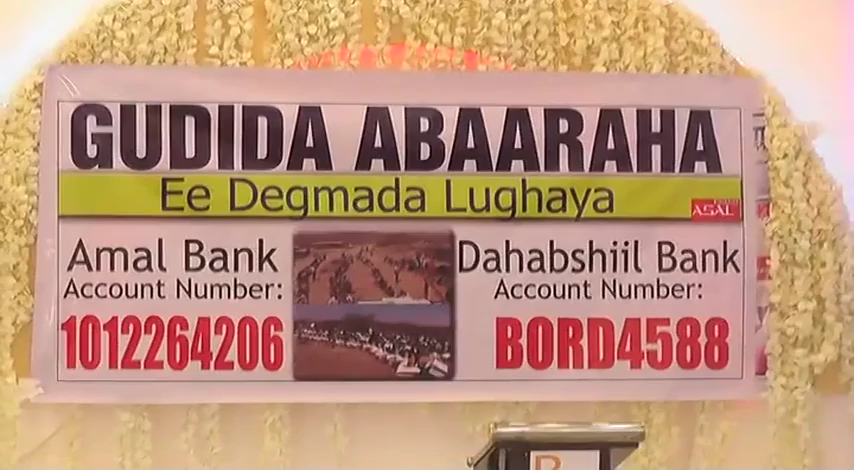 GUDIDA ABAARAHA
Ee Degmada Lughaya
ASAL
Amal Bank
Account Number:
1012264206
Dahabshiil Bank
Account Number:
BORD4588